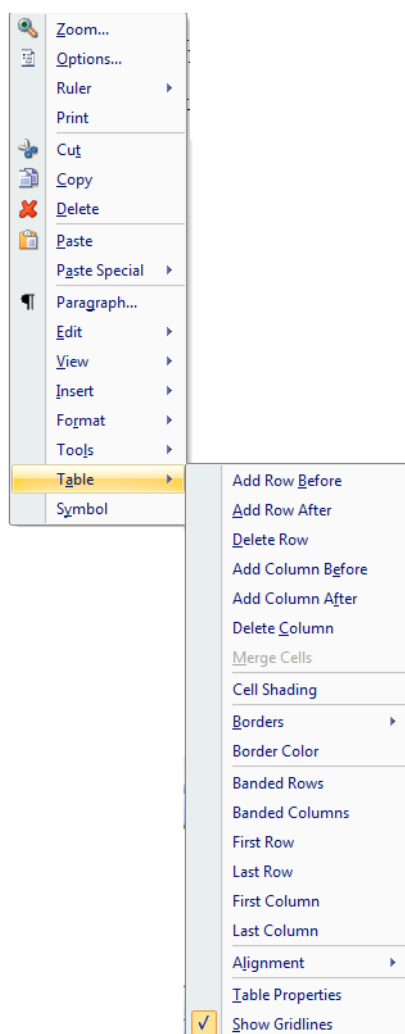 Zoom...
Options...
Ruler
Print
Cut
Copy
Delete
Paste
Paste Special
Paragraph...
Edit
View
Insert
Format
Tools
Table
Symbol
Add Row Before
Add Row After
Delete Row
Add Column Before
Add Column After
Delete Column
Merge Cells
Cell Shading
Borders
Border Color
Banded Rows
Banded Columns
First Row
Last Row
First Column
Last Column
Alignment
Table Properties
Show Gridlines